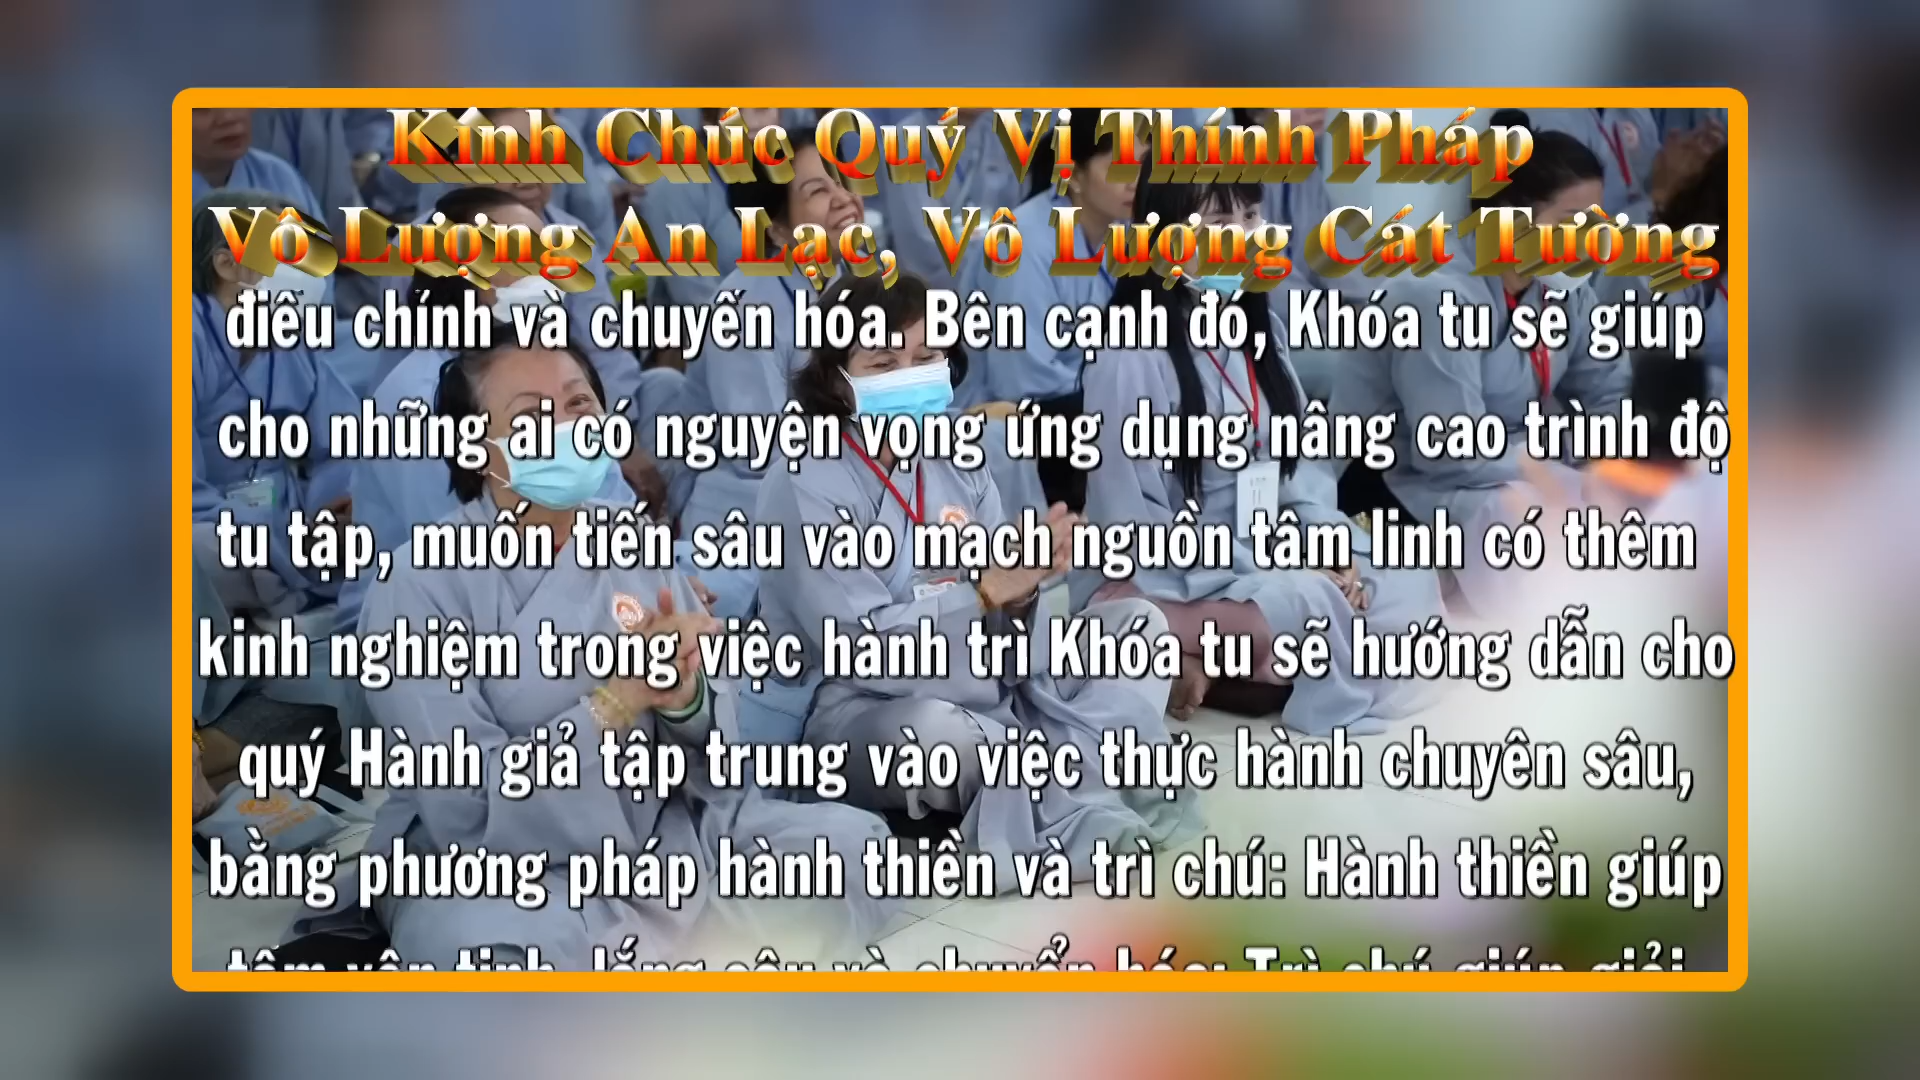 Kính Chúc Quý Vị Thính Pháp
Vô Lượng An Lạc, Vô Lượng Cát Tường
điều chỉnh và chuyển hóa. Bên cạnh đó, Khóa tu sẽ giúp
cho những ai có nguyện vọng ứng dụng nâng cao trình độ
tu tập, muốn tiến sâu vào mạch nguồn tâm linh có thêm
kinh nghiệm trong việc hành trì Khóa tu sẽ hướng dẫn cho
quý Hành giả tập trung vào việc thực hành chuyên sâu,
bằng phương pháp hành thiền và trì chú: Hành thiền giúp